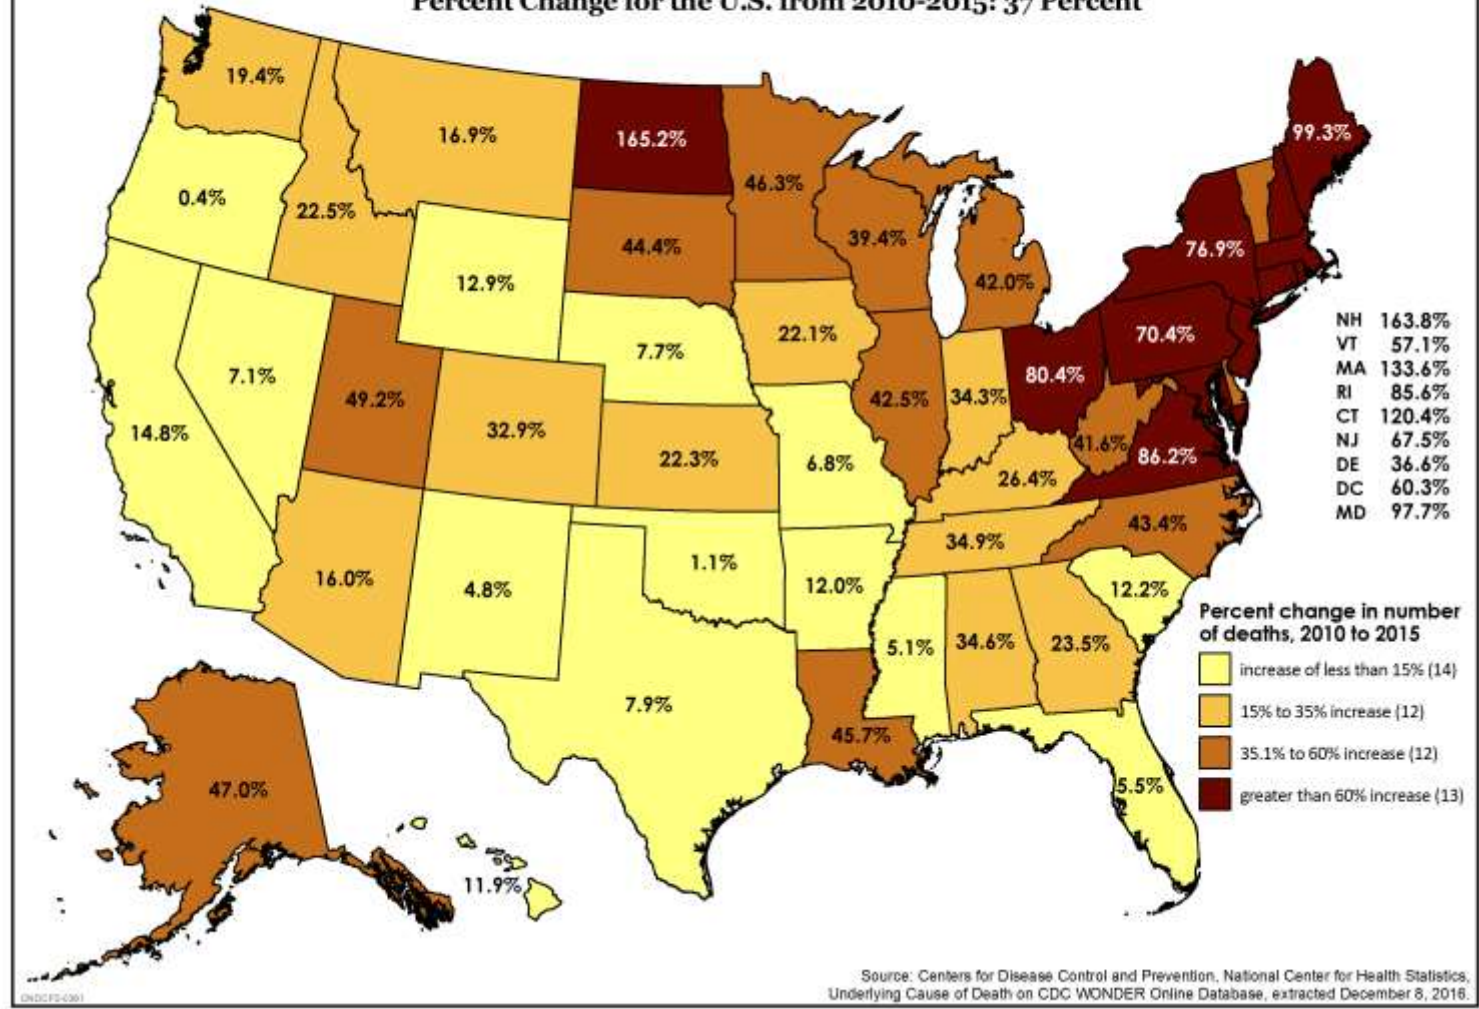 Percent Change for the U.S. from 2010-2015: 37 Percent
19.4%
16.9%
165.2%
46.3%
99.3%
0.4%
22.5%
44.4%
39.4%
76.9%
12.9%
42.0%
22.1%
70.4%
7.7%
7.1%
49.2%
32.9%
42.5%
34.3%
80.4%
14.8%
22.3%
6.8%
41.6%
86.2%
26.4%
43.4%
34.9%
16.0%
4.8%
1.1%
12.0%
12.2%
5.1%
34.6%
23.5%
7.9%
45.7%
5.5%
47.0%
11.9%
NH 163.8%
VT 57.1%
MA 133.6%
RI 85.6%
CT 120.4%
NJ 67.5%
DE 36.6%
DC 60.3%
MD 97.7%
Percent change in number
of deaths, 2010 to 2015
increase of less than 15% (14)
15% to 35% increase (12)
35.1% to 60% increase (12)
greater than 60% increase (13)
Source: Centers for Disease Control and Prevention, National Center for Health Statistics,
Underlying Cause of Death on CDC WONDER Online Database, extracted December 8, 2016.